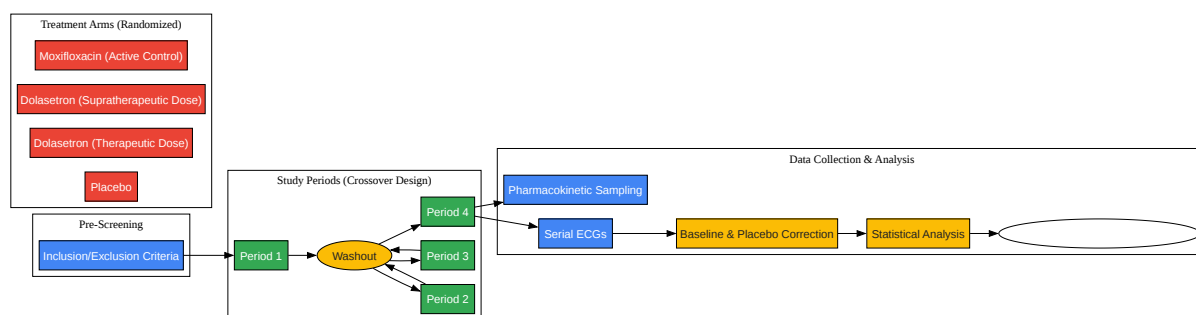 Treatment Arms (Randomized)
Moxifloxacin (Active Control)
Dolasetron (Supratherapeutic Dose)
Dolasetron (Therapeutic Dose)
Placebo
Pre-Screening
Inclusion/Exclusion Criteria
Study Periods (Crossover Design)
Period 1
Washout
Period 4
Period 3
Period 2
Data Collection & Analysis
Pharmacokinetic Sampling
Serial ECGs
Baseline & Placebo Correction
Statistical Analysis